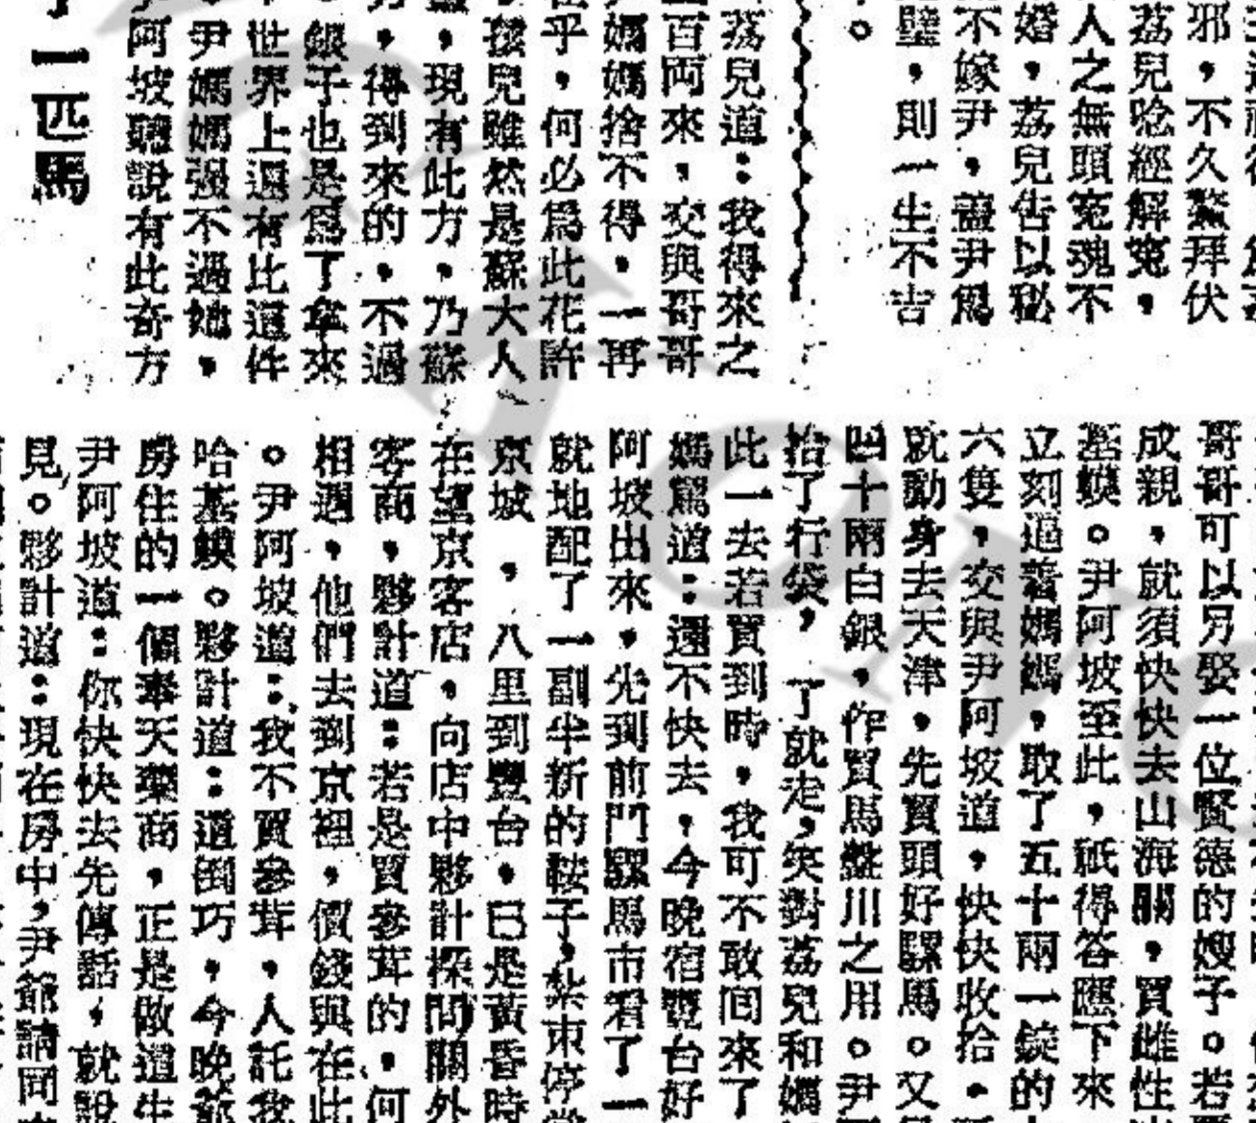 邪,不久鷟拜伏
荔兒唸經解冤,
人之無頭冤魂不
婚,荔兒告以秘
不嫁尹,蓋尹爲
璧,則一生不吉
。
荔兒道:我得來之
百両來,交與哥哥
媽媽捨不得,一再
乎,何必爲此花許
兒雖然是蘇大人
,現有此方,乃蘇
,得到來的,不過
銀子也是爲了拿來
世界上還有比這件
尹媽媽强不過她,
阿坡聽說有此奇方
一匹馬
哥哥可以另娶一位賢德的嫂子。若
成親,就須快快去山海關,買雌性
基蟆。尹阿坡至此,祇得答應下來
立刻逼著媽媽,取了五十兩一錠的
六隻,交與尹阿坡道,快快收拾,
就動身去天津,先買頭好騾馬。又
四十兩白銀,作買馬盤川之用。尹
拾了行袋,了就走,笑對荔兒和媽
此一去若買到時,我可不敢囘來了
媽罵道:還不快去,今晚宿豐台好
阿坡出來,先到前門騾馬市看了一
就地配了一副半新的鞍子,紮束停當
京城,八里到豐台,已是黃昏時
在望京客店,向店中夥計探問關外
客商,夥計道:若是買參茸的,何
相遇,他們去到京裡,價錢與在此
。尹阿坡道:我不買參茸,人託我
哈基蟆。夥計道:這倒巧,今晚
房住的一個奉天藥商,正是做這生
尹阿坡道:你快快去先傳話,就說
見。夥計道:現在房中,尹爺請同